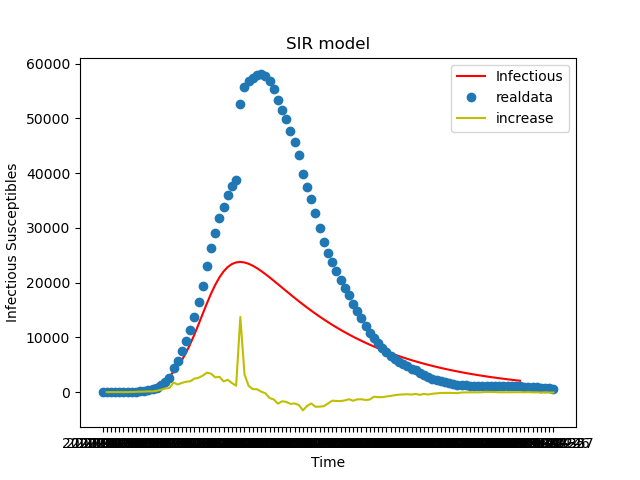 SIR model
Infectious
realdata
increase
60000
50000
40000
30000
20000
10000
0
Infectious Susceptibles
Time